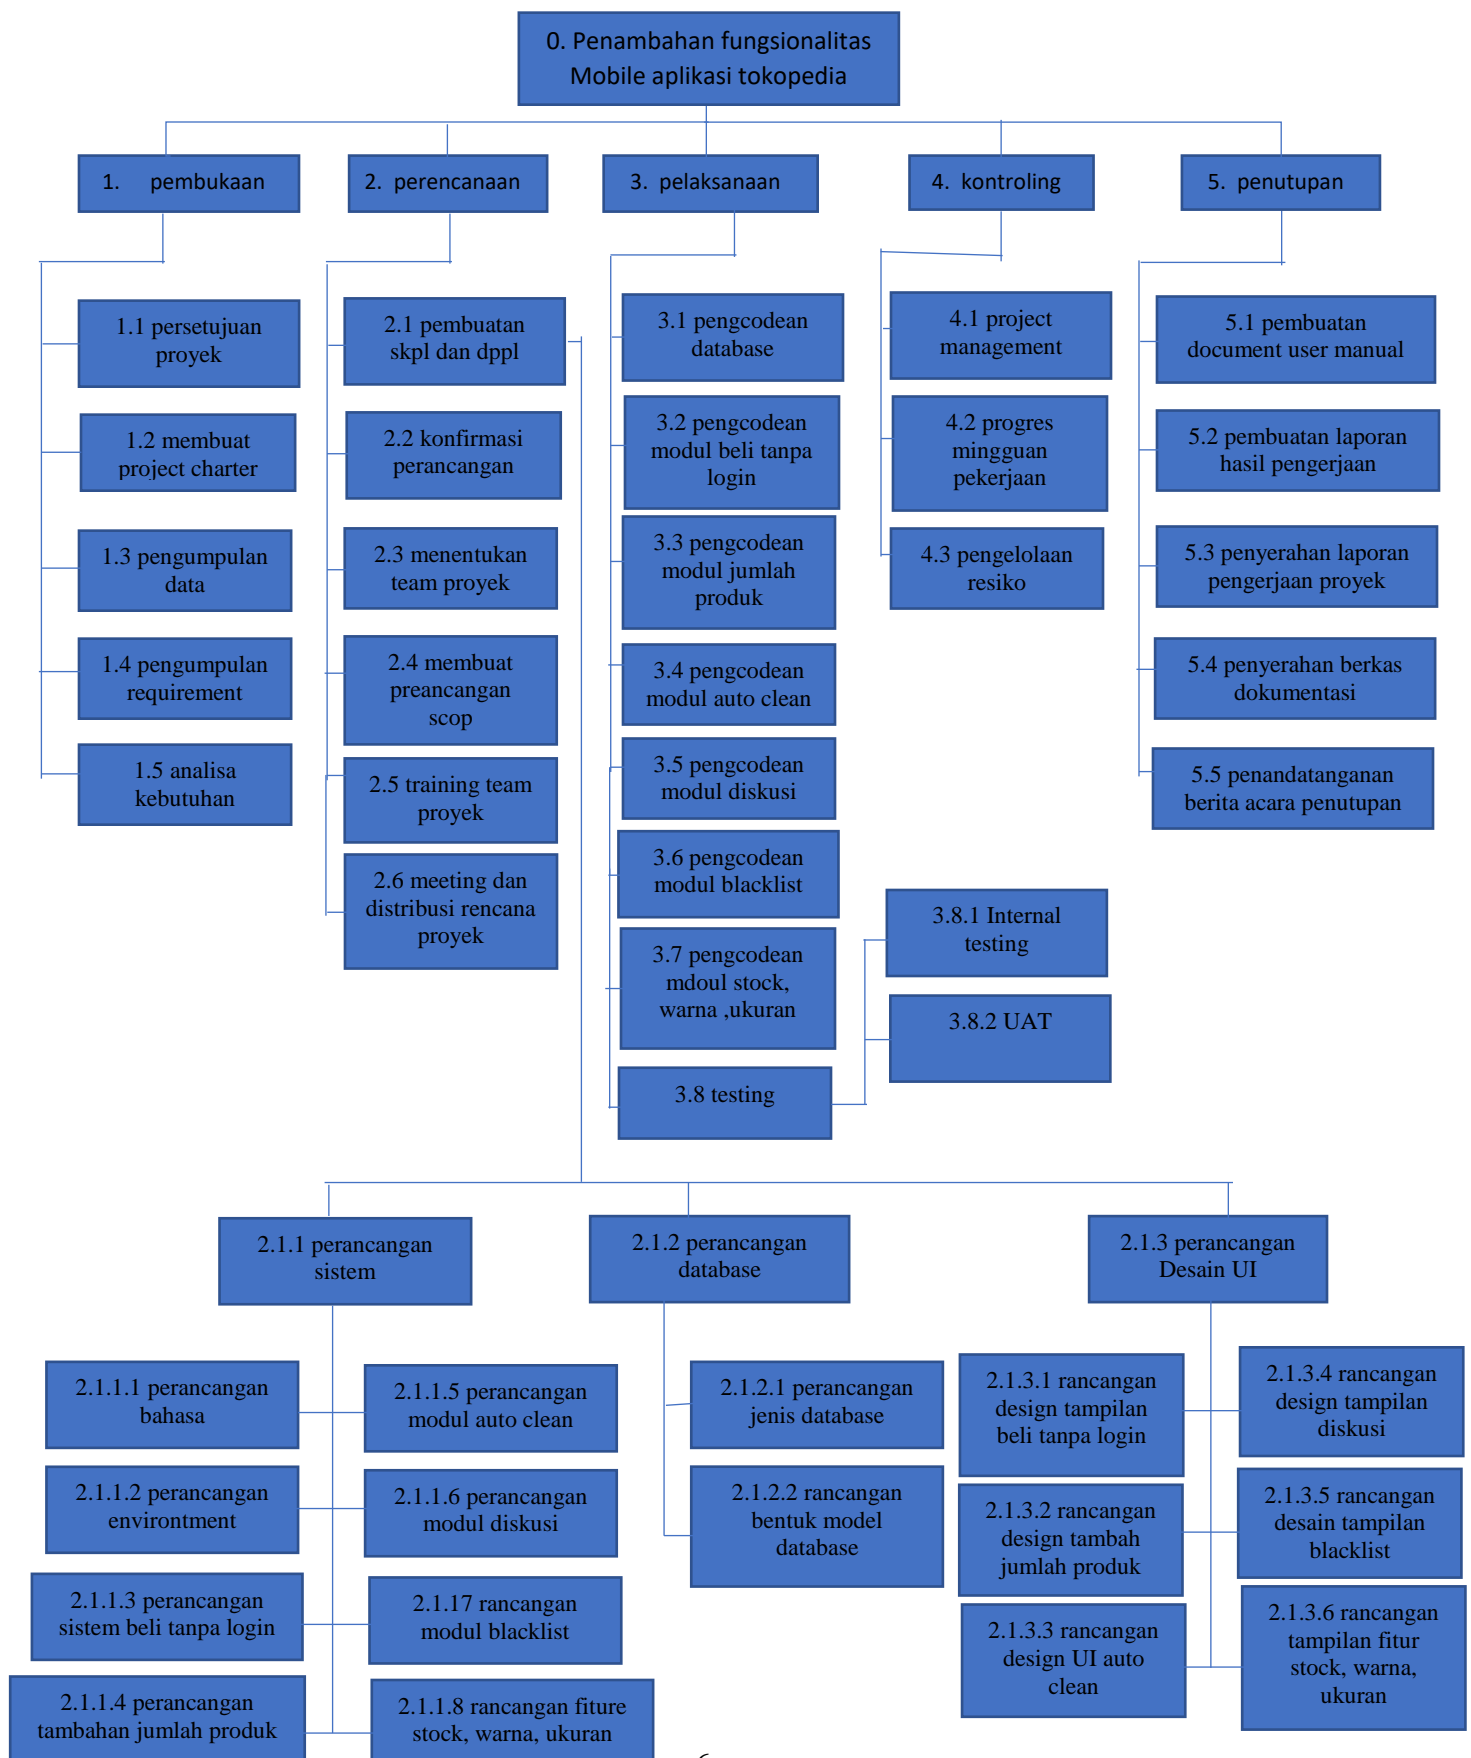 0. Penambahan fungsionalitas
Mobile aplikasi tokopedia
1. pembukaan
2. perencanaan
3. pelaksanaan
4. kontroling
5. penutupan
1.1 persetujuan
proyek
1.2 membuat
project charter
1.3 pengumpulan
data
1.4 pengumpulan
requirement
1.5 analisa
kebutuhan
2.1 pembuatan
skpl dan dppl
2.2 konfirmasi
perancangan
2.3 menentukan
team proyek
2.4 membuat
preancangan
scop
2.5 training team
proyek
2.6 meeting dan
distribusi rencana
proyek
3.1 pengcodean
database
3.2 pengcodean
modul beli tanpa
login
3.3 pengcodean
modul jumlah
produk
3.4 pengcodean
modul auto clean
3.5 pengcodean
modul diskusi
3.6 pengcodean
modul blacklist
3.7 pengcodean
mdoul stock,
warna ,ukuran
3.8 testing
3.8.1 Internal
testing
3.8.2 UAT
4.1 project
management
4.2 progres
mingguan
pekerjaan
4.3 pengelolaan
resiko
5.1 pembuatan
document user manual
5.2 pembuatan laporan
hasil pengerjaan
5.3 penyerahan laporan
pengerjaan proyek
5.4 penyerahan berkas
dokumentasi
5.5 penandatanganan
berita acara penutupan
2.1.1 perancangan
sistem
2.1.2 perancangan
database
2.1.3 perancangan
Desain UI
2.1.1.1 perancangan
bahasa
2.1.1.2 perancangan
environtment
2.1.1.3 perancangan
sistem beli tanpa login
2.1.1.4 perancangan
tambahan jumlah produk
2.1.1.5 perancangan
modul auto clean
2.1.1.6 perancangan
modul diskusi
2.1.17 rancangan
modul blacklist
2.1.1.8 rancangan fiture
stock, warna, ukuran
2.1.2.1 perancangan
jenis database
2.1.2.2 rancangan
bentuk model
database
2.1.3.1 rancangan
design tampilan
beli tanpa login
2.1.3.2 rancangan
design tambah
jumlah produk
2.1.3.3 rancangan
design UI auto
clean
2.1.3.4 rancangan
design tampilan
diskusi
2.1.3.5 rancangan
desain tampilan
blacklist
2.1.3.6 rancangan
tampilan fitur
stock, warna,
ukuran